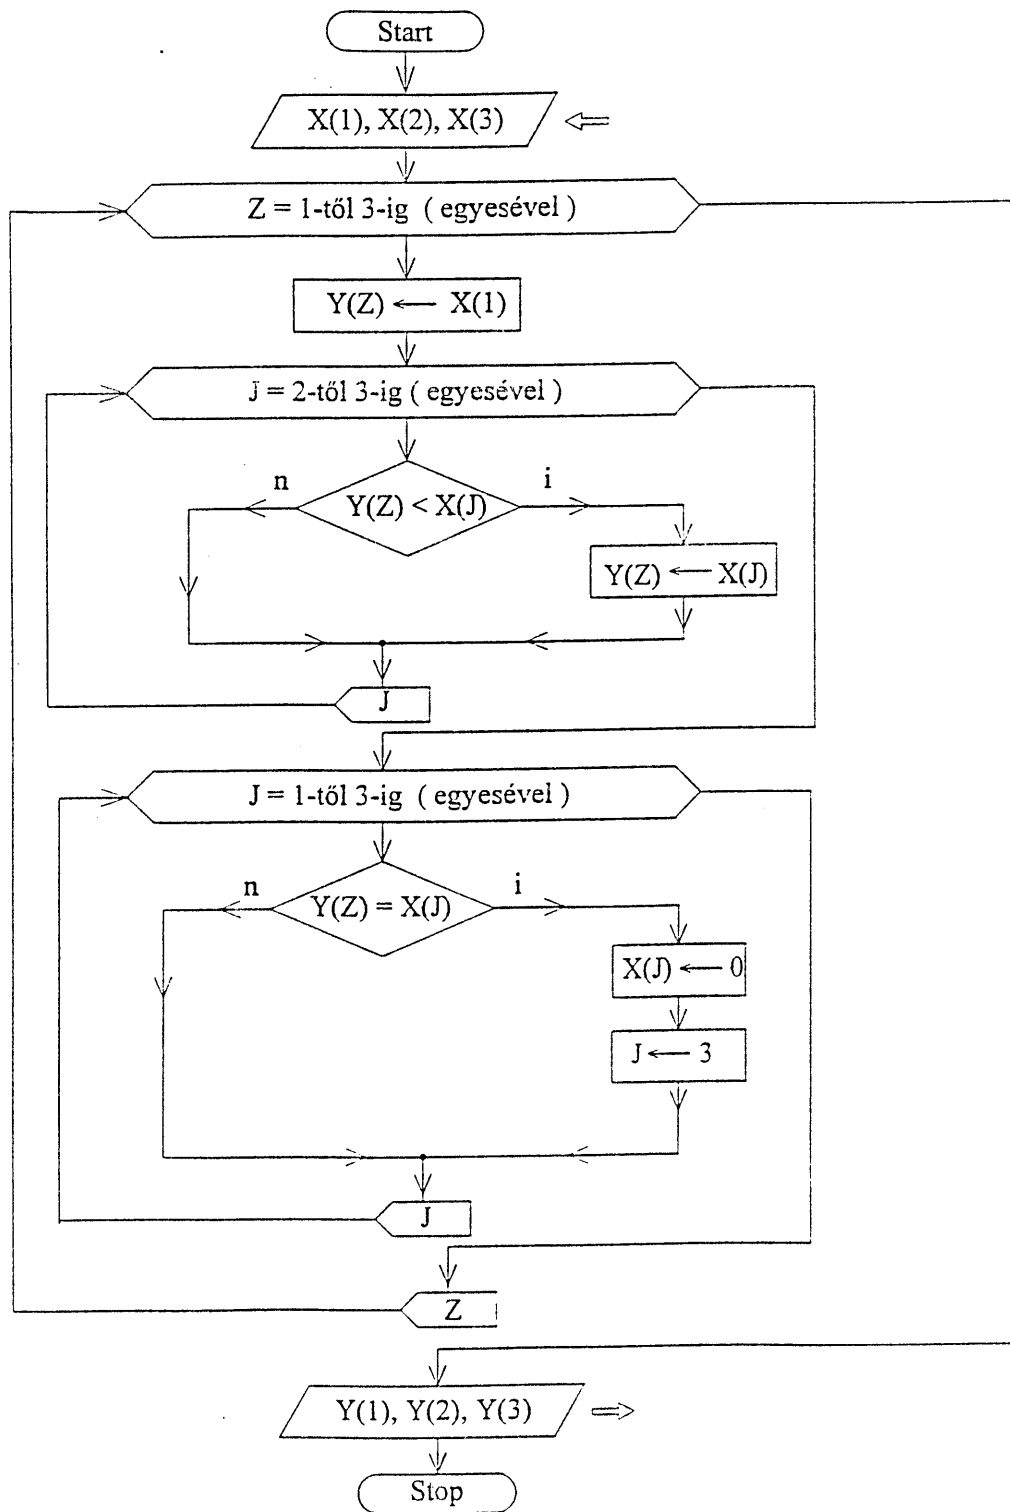 Start
X(1), X(2), X(3)
Z = 1-től 3-ig ( egyesével )
Y(Z) ← X(1)
J = 2-től 3-ig ( egyesével )
n
i
Y(Z) < X(J)
Y(Z) ← X(J)
J
J = 1-től 3-ig ( egyesével )
n
i
Y(Z) = X(J)
X(J) ← 0
J ← 3
J
Z
Y(1), Y(2), Y(3)
Stop